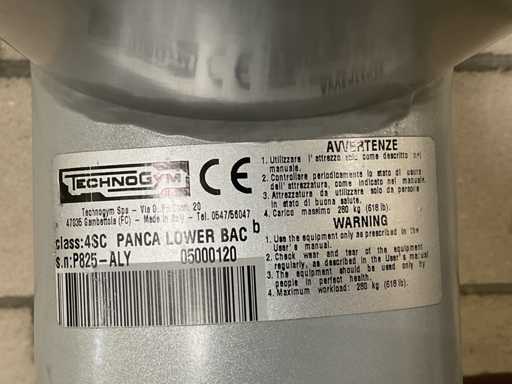 TECHNOGYM
CE
Technogym Spa - Via G. 20
47035 Gambettola (FC) - Made in Italy - Tel. 0547/56047
class:4SC PANCA LOWER BAC b
s.n:P825-ALY 05000120
AVVERTENZE
1. Utilizzare l'attrezzo solo come descritto nel
manuale.
2. Controllare periodicamente lo stato di usura
dell'attrezzatura, come indicato nel manuale.
3. Attrezzatura da utilizzare solo da persone
in stato di buona salute.
4. Carico massimo 280 kg (618 lb).
WARNING
1. Use the equipment only as prescribed in the
User's manual.
2. Check wear and tear of the equipment
regularly, as described in the User's manual
3. The equipment should be used only by
people in perfect health.
4. Maximum workload: 280 kg (618 lb).